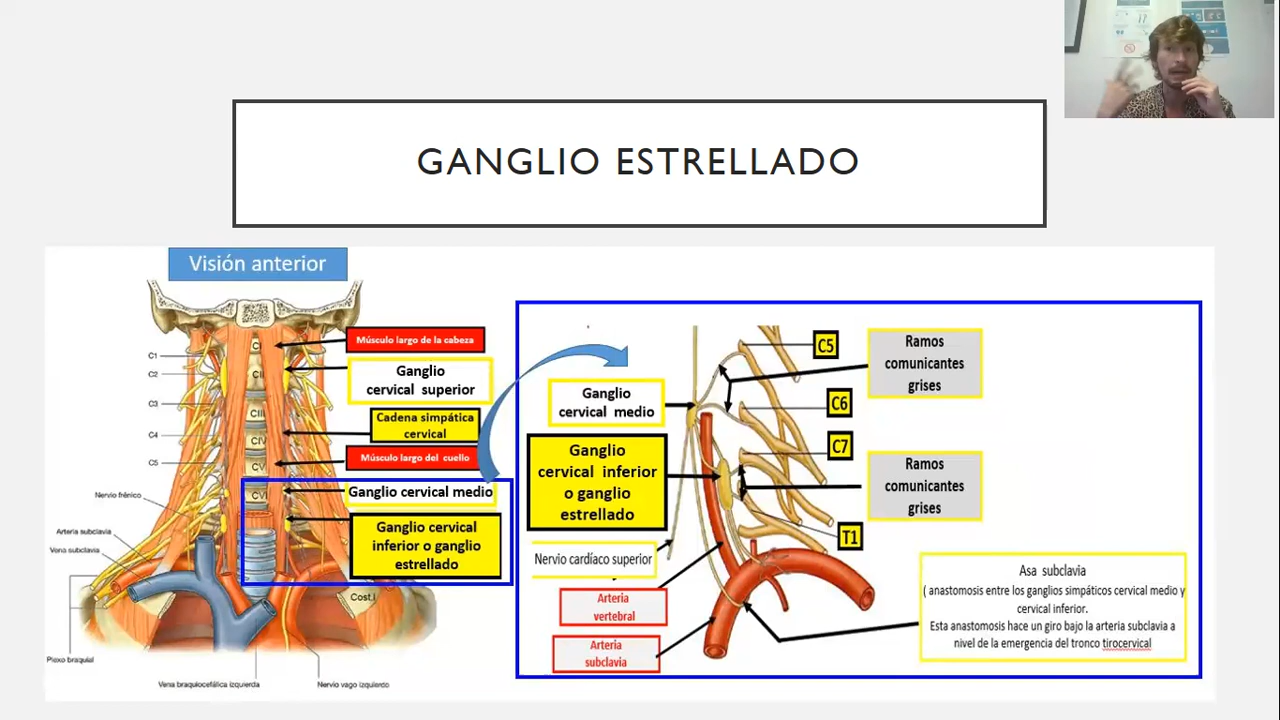 GANGLIO ESTRELLADO
Visión anterior
C1
C2
C3
C4
C5
Nervio frénico
Arteria subclavia
Vena subclavia
Plexo braquial
CII
CIII
CIV
CV
CVI
Músculo largo de la cabeza
Ganglio
cervical superior
Cadena simpática
cervical
Músculo largo del cuello
Ganglio cervical medio
Ganglio cervical
inferior o ganglio
estrellado
Cost.I
Vena braquiocefálica izquierda
Nervio vago izquierdo
Ganglio
cervical medio
Ganglio
cervical inferior
o ganglio
estrellado
Nervio cardíaco superior
Arteria
vertebral
Arteria
subclavia
C5
C6
C7
T1
Ramos
comunicantes
grises
Ramos
comunicantes
grises
Asa subclavia
( anastomosis entre los ganglios simpáticos cervical medio y
cervical inferior.
Esta anastomosis hace un giro bajo la arteria subclavia a
nivel de la emergencia del tronco tirocervical